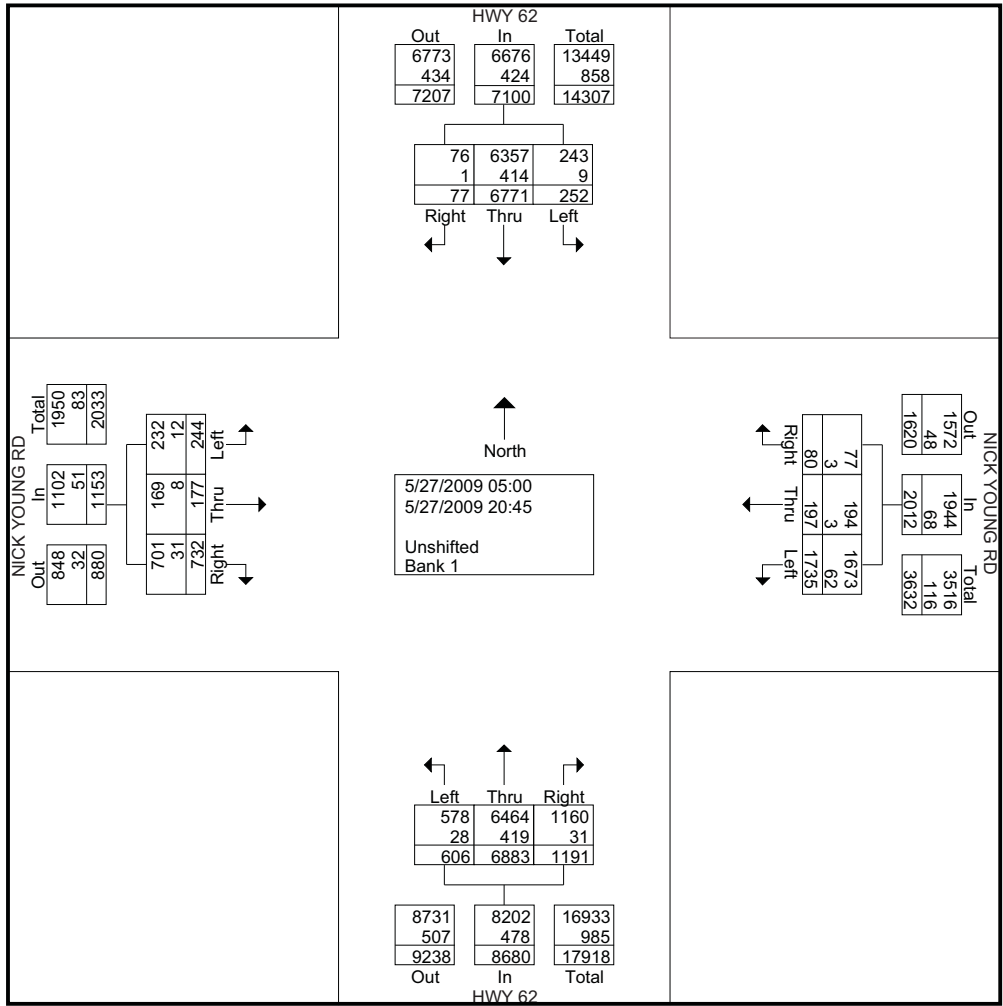 HWY 62
Out In Total
6773 6676 13449
434 424 858
7207 7100 14307
76 6357 243
1 414 9
77 6771 252
Right Thru Left
NICK YOUNG RD
Total
1950
83
2033
In
1102
51
1153
Out
848
32
880
232 12 244 Left
169 8 177 Thru
701 31 732 Right
North
5/27/2009 05:00
5/27/2009 20:45
Unshifted
Bank 1
Right 80 3 77
Thru 197 3 194
Left 1735 62 1673
Out
1572
48
1620
In
1944
68
2012
Total
3516
116
3632
NICK YOUNG RD
Left Thru Right
578 6464 1160
28 419 31
606 6883 1191
8731 8202 16933
507 478 985
9238 8680 17918
Out In Total
HWY 62